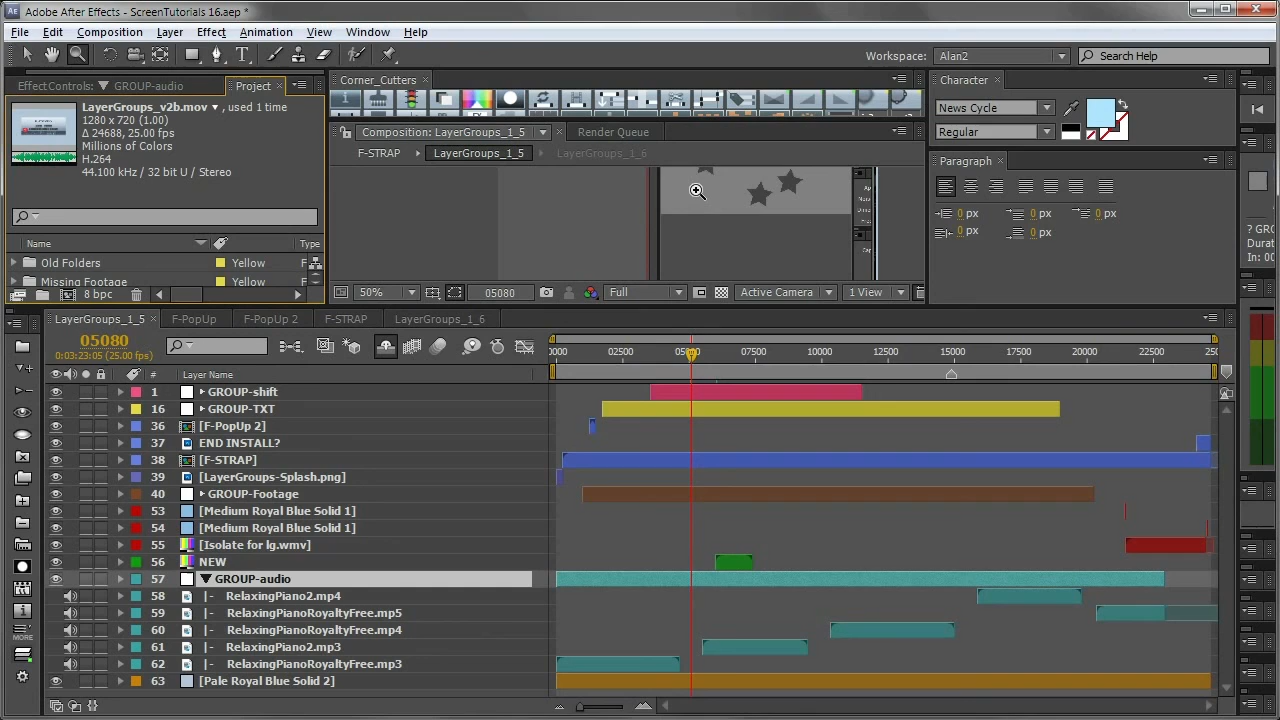 Adobe After Effects - ScreenTutorials 16.aep *
File Edit Composition Layer Effect Animation View Window Help
Workspace: Alan2 Search Help
Effect Controls: GROUP-audio Project
LayerGroups_v2b.mov , used 1 time
1280 x 720 (1.00)
Δ 24688, 25.00 fps
Millions of Colors
H.264
44.100 kHz / 32 bit U / Stereo
Name Type
Old Folders Yellow F
Missing Footage Yellow F
8 bpc
Corner_Cutters
Composition: LayerGroups_1_5 Render Queue
F-STRAP LayerGroups_1_5 LayerGroups_1_6
50% 05080 Full Active Camera 1 View
Character
News Cycle
Regular
Paragraph
0 px 0 px 0 px
0 px 0 px
? GRO
Durat
In: 00
LayerGroups_1_5 F-PopUp F-PopUp 2 F-STRAP LayerGroups_1_6
05080
0:03:23:05 (25.00 fps)
# Layer Name
0000 02500 05000 07500 10000 12500 15000 17500 20000 22500 250
1 GROUP-shift
16 GROUP-TXT
36 [F-PopUp 2]
37 END INSTALL?
38 [F-STRAP]
39 [LayerGroups-Splash.png]
40 GROUP-Footage
53 [Medium Royal Blue Solid 1]
54 [Medium Royal Blue Solid 1]
55 [Isolate for lg.wmv]
56 NEW
57 GROUP-audio
58 |- RelaxingPiano2.mp4
59 |- RelaxingPianoRoyaltyFree.mp5
60 |- RelaxingPianoRoyaltyFree.mp4
61 |- RelaxingPiano2.mp3
62 |- RelaxingPianoRoyaltyFree.mp3
63 [Pale Royal Blue Solid 2]
MORE